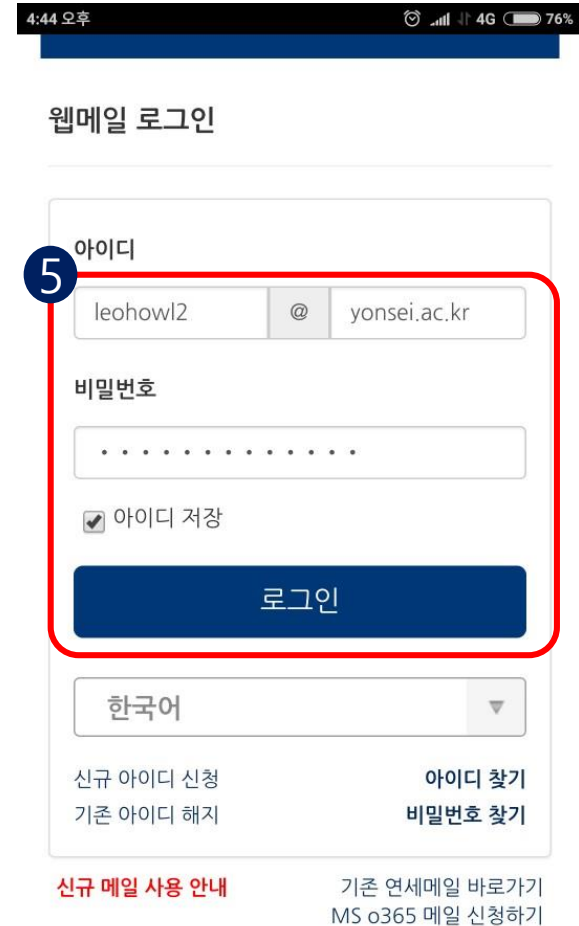 4:44 오후 4G 76%
웹메일 로그인
아이디
5
leohowl2 @ yonsei.ac.kr
비밀번호
• • • • • • • • • • • • •
아이디 저장
로그인
한국어
신규 아이디 신청 아이디 찾기
기존 아이디 해지 비밀번호 찾기
신규 메일 사용 안내 기존 연세메일 바로가기
MS o365 메일 신청하기